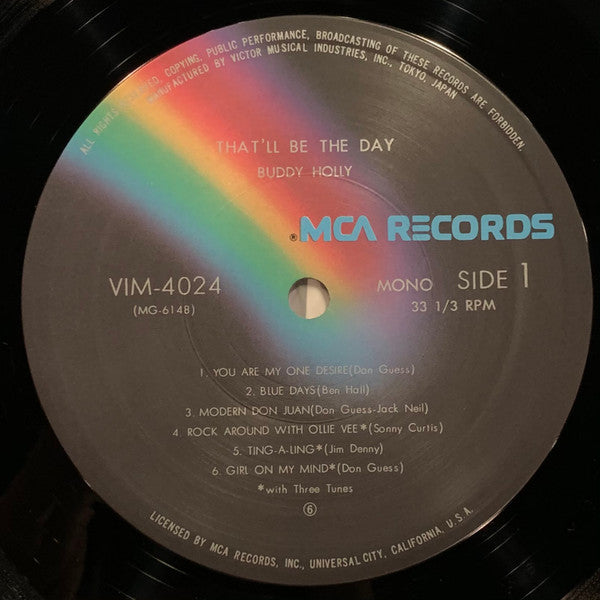 ALL RIGHTS RESERVED, COPYING, PUBLIC PERFORMANCE, BROADCASTING OF THESE RECORDS ARE FORBIDDEN.
MANUFACTURED BY VICTOR MUSICAL INDUSTRIES, INC., TOKYO, JAPAN
THAT'LL BE THE DAY
BUDDY HOLLY
®MCA RECORDS
VIM-4024
(MG-6148)
MONO SIDE 1
33 1/3 RPM
1. YOU ARE MY ONE DESIRE(Don Guess)
2. BLUE DAYS(Ben Hall)
3. MODERN DON JUAN(Don Guess-Jack Neil)
4. ROCK AROUND WITH OLLIE VEE*(Sonny Curtis)
5. TING-A-LING*(Jim Denny)
6. GIRL ON MY MIND*(Don Guess)
*with Three Tunes
⑥
LICENSED BY MCA RECORDS, INC., UNIVERSAL CITY, CALIFORNIA, U.S.A.